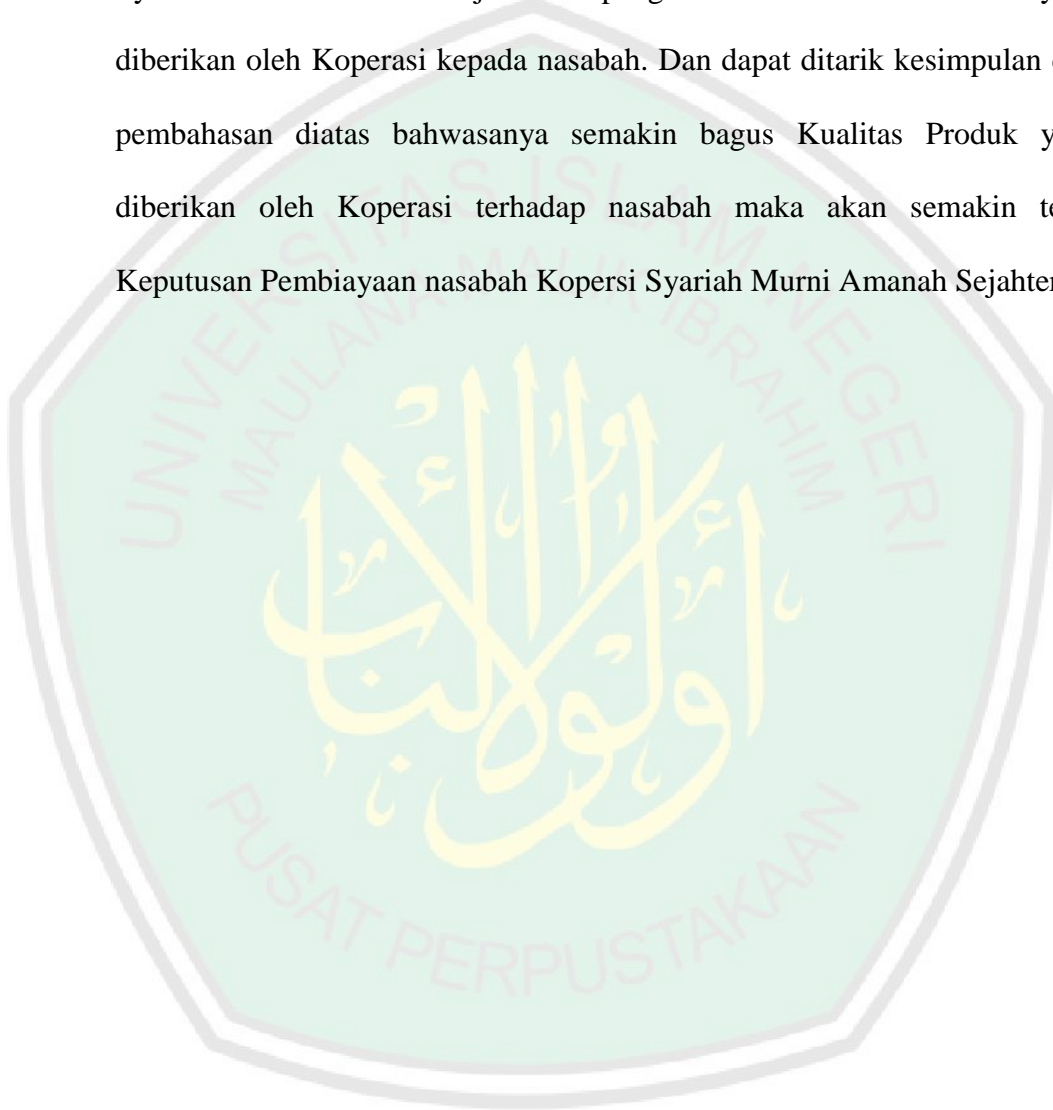 diberikan oleh Koperasi kepada nasabah. Dan dapat ditarik kesimpulan
pembahasan diatas bahwasanya semakin bagus Kualitas Produk
diberikan oleh Koperasi terhadap nasabah maka akan semakin
Keputusan Pembiayaan nasabah Kopersi Syariah Murni Amanah
UNIVERSITAS ISLAM NEGERI
MAULANA MALIK IBRAHIM
أولوا الألباب
PUSAT PERPUSTAKAAN